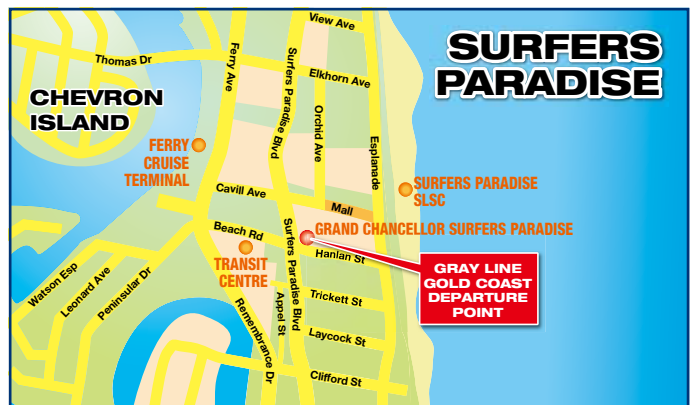 View Ave
SURFERS
PARADISE
Thomas Dr
Ferry Ave
Surfers Paradise Blvd
Elkhorn Ave
CHEVRON
ISLAND
Orchid Ave
Esplanade
FERRY
CRUISE
TERMINAL
SURFERS PARADISE
SLSC
Cavill Ave
Mall
Beach Rd
GRAND CHANCELLOR SURFERS PARADISE
Surfers Paradise Blvd
Hanlan St
TRANSIT
CENTRE
GRAY LINE
GOLD COAST
DEPARTURE
POINT
Watson Esp
Leonard Ave
Peninsular Dr
Remembrance Dr
Appel St
Trickett St
Laycock St
Clifford St